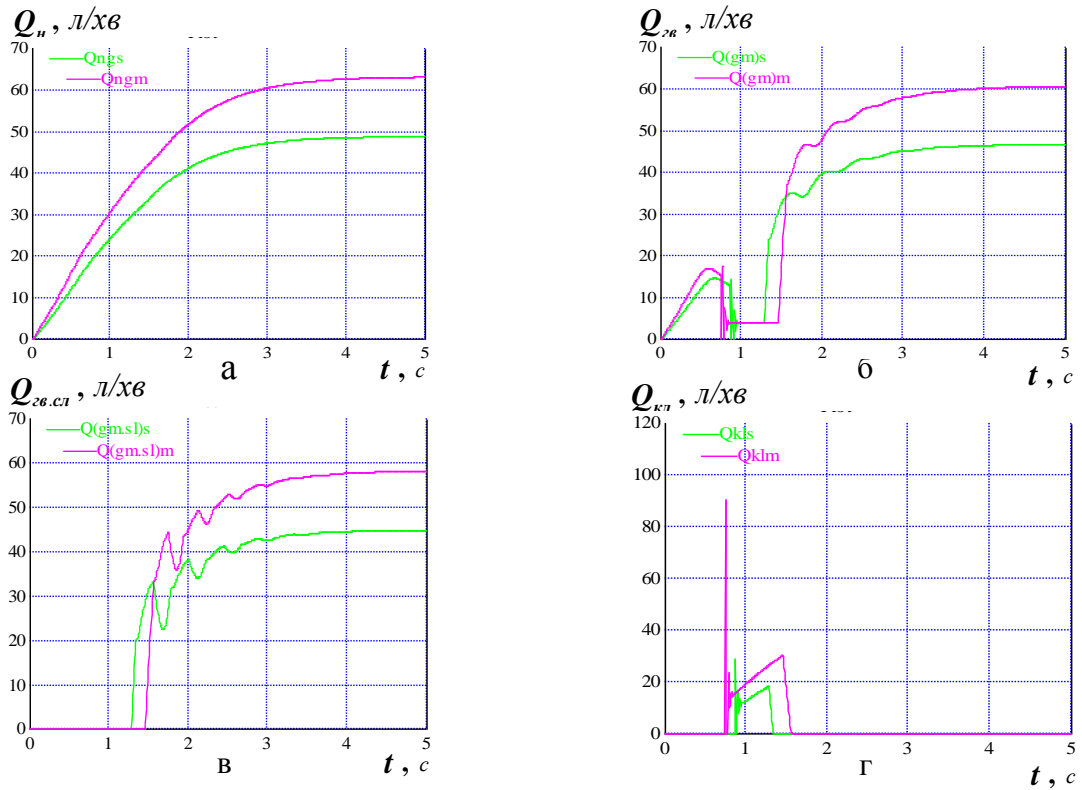 Qн , л/хв
70
60
50
40
30
20
10
0
Qngs
Qngm
0 1 2 3 4 5
а
t , с
Qгв , л/хв
70
60
50
40
30
20
10
0
Q(gm)s
Q(gm)m
0 1 2 3 4 5
б
t , с
Qгв.сл , л/хв
70
60
50
40
30
20
10
0
Q(gm.sl)s
Q(gm.sl)m
0 1 2 3 4 5
в
t , с
Qкл , л/хв
120
100
80
60
40
20
0
Qkls
Qklm
0 1 2 3 4 5
г
t , с